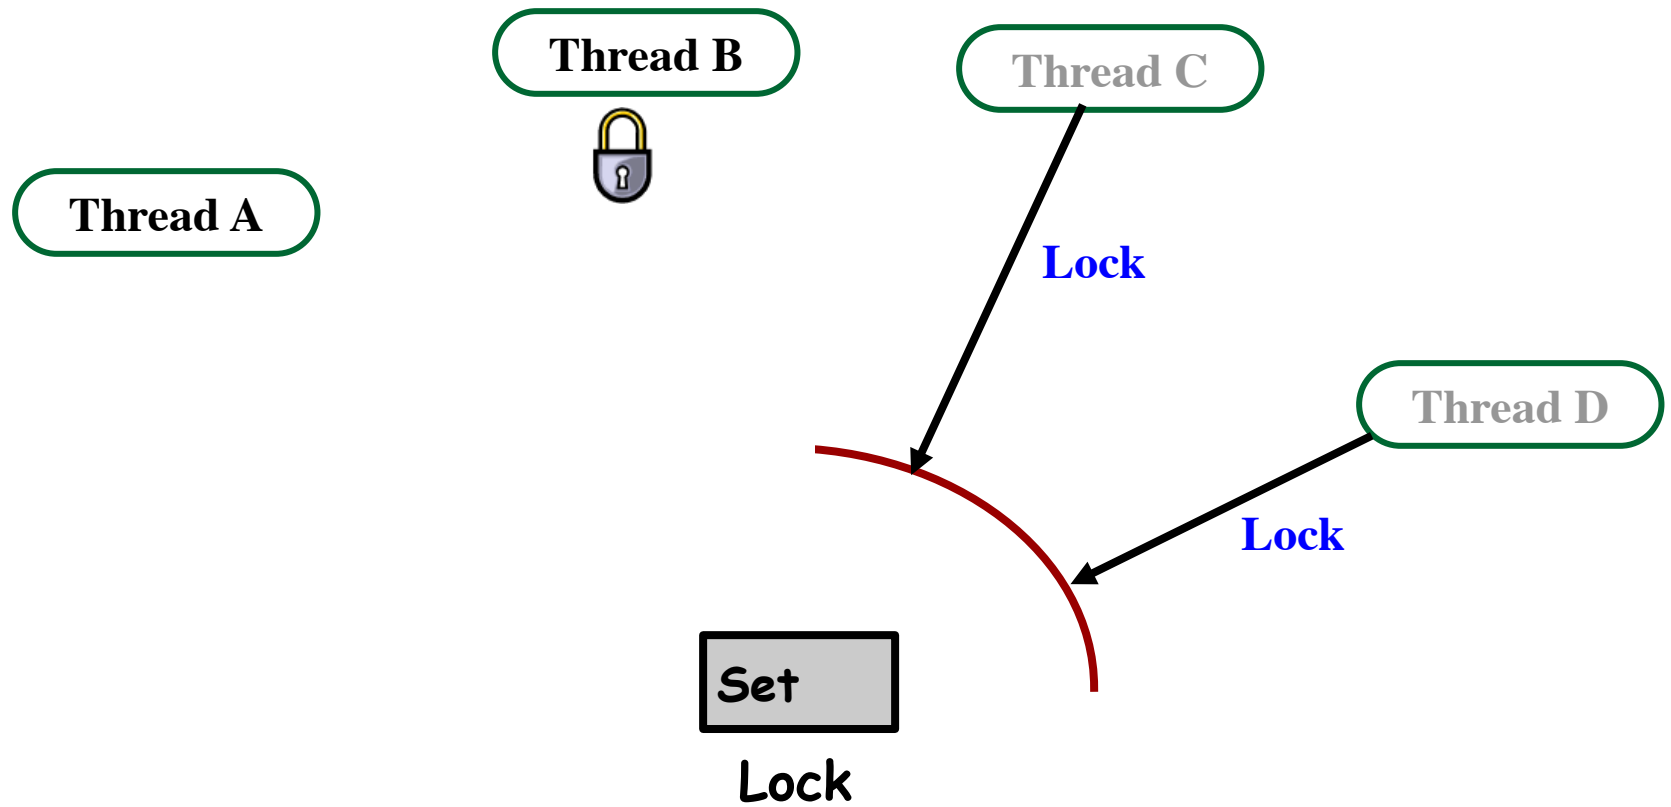 Thread B
Thread C
Thread A
Lock
Thread D
Lock
Set
Lock